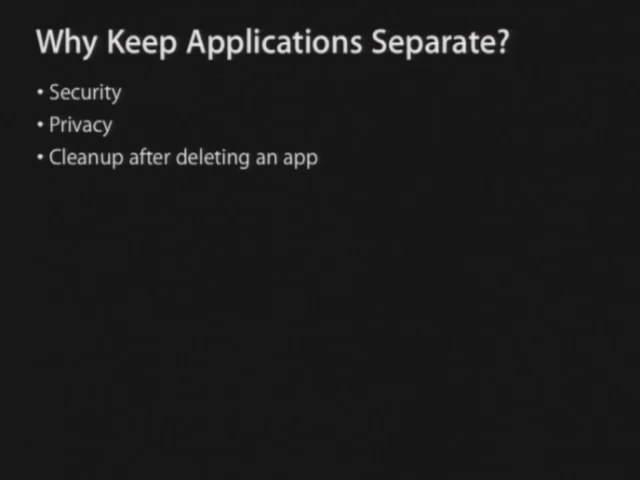 Why Keep Applications Separate?
• Security
• Privacy
• Cleanup after deleting an app